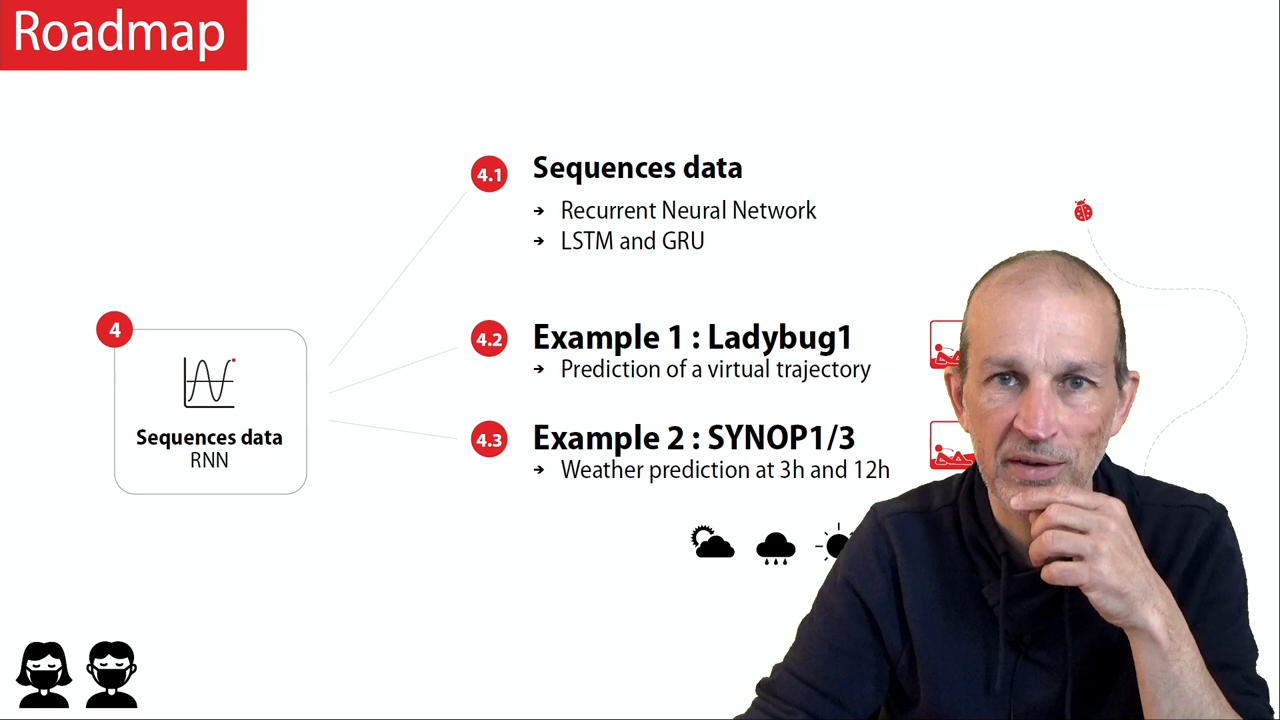 Roadmap
4.1
Sequences data
➔ Recurrent Neural Network
➔ LSTM and GRU
4
Sequences data
RNN
4.2
Example 1 : Ladybug1
➔ Prediction of a virtual trajectory
4.3
Example 2 : SYNOP1/3
➔ Weather prediction at 3h and 12h